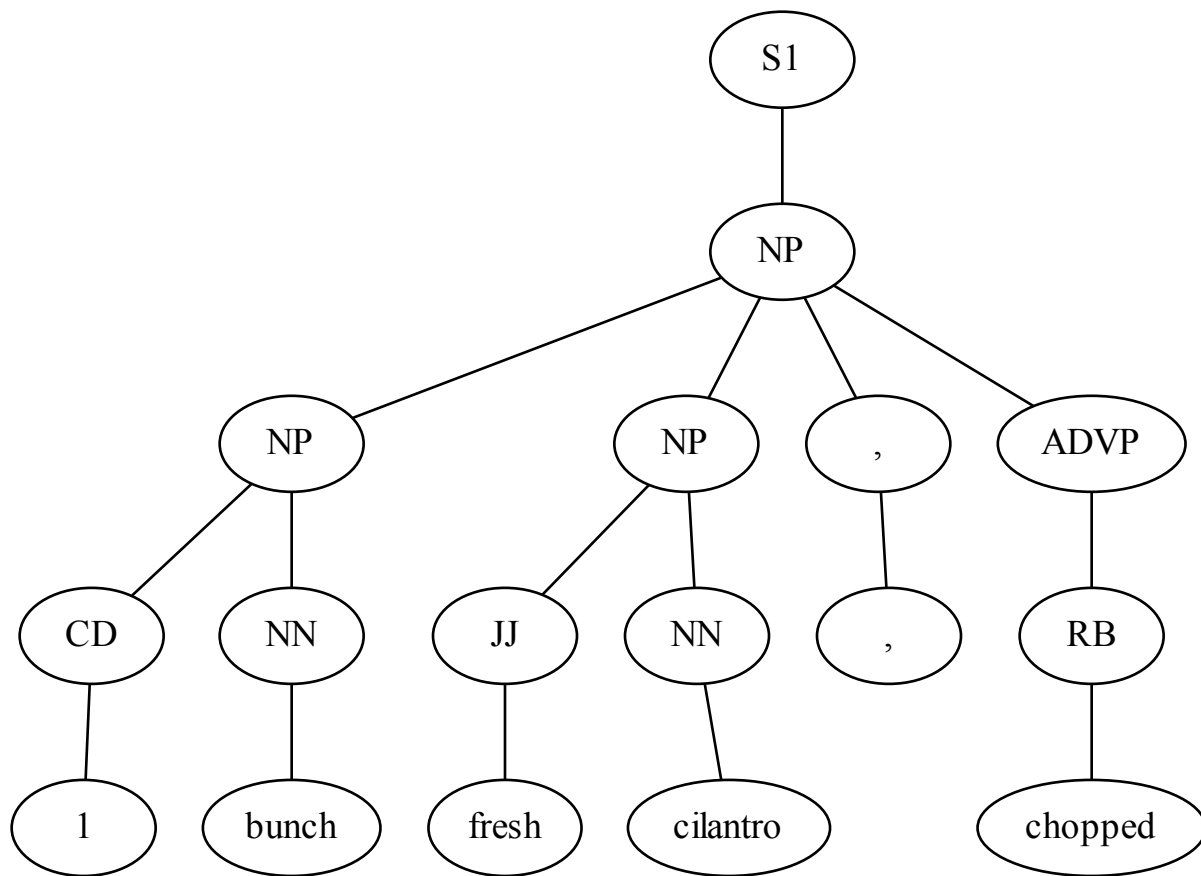 S1
NP
NP NP , ADVP
CD NN JJ NN , RB
1 bunch fresh cilantro chopped